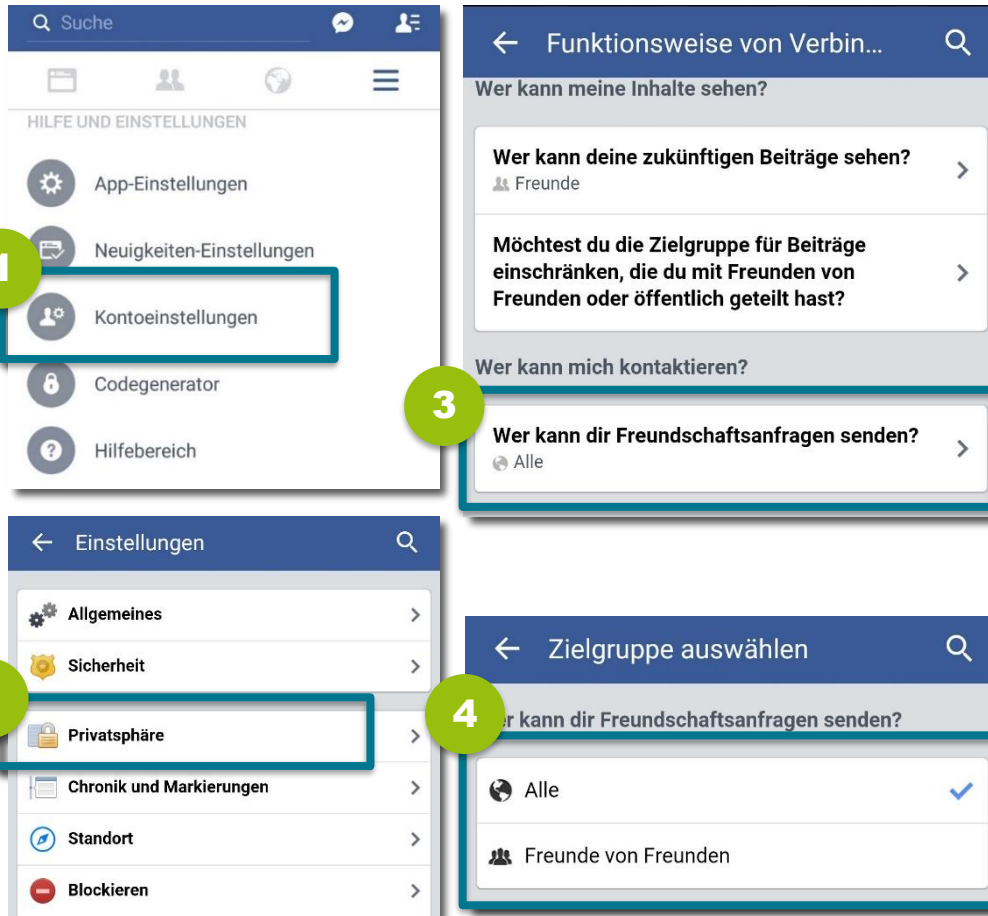 Suche
HILFE UND EINSTELLUNGEN
App-Einstellungen
Neuigkeiten-Einstellungen
1
Kontoeinstellungen
Codegenerator
Hilfebereich
Einstellungen
Allgemeines
Sicherheit
Privatsphäre
Chronik und Markierungen
Standort
Blockieren
Funktionsweise von Verbin...
Wer kann meine Inhalte sehen?
Wer kann deine zukünftigen Beiträge sehen?
Freunde
Möchtest du die Zielgruppe für Beiträge
einschränken, die du mit Freunden von
Freunden oder öffentlich geteilt hast?
Wer kann mich kontaktieren?
3
Wer kann dir Freundschaftsanfragen senden?
Alle
Zielgruppe auswählen
4
er kann dir Freundschaftsanfragen senden?
Alle
Freunde von Freunden